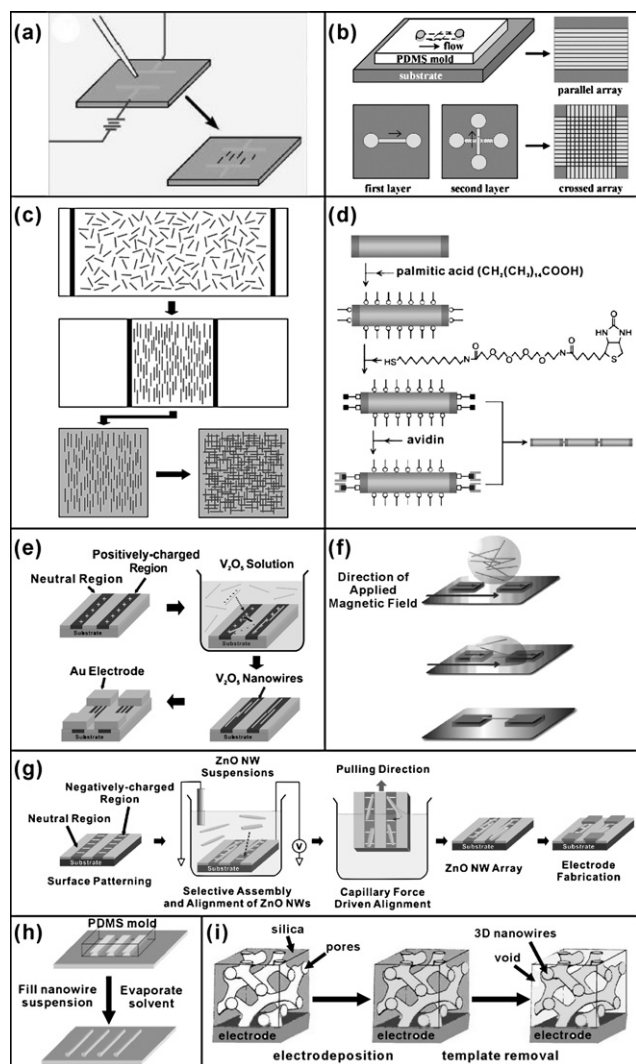 (a)
(b)
flow
PDMS mold
substrate
parallel array
first layer
second layer
crossed array
(c)
(d)
palmitic acid (CH₃(CH₂)₁₄COOH)
HS
N
O
O
O
O
O
N
O
O
HN
NH
S
avidin
(e)
Positively-charged
Region
Neutral Region
Substrate
V₂O₅ Solution
Substrate
Au Electrode
Substrate
V₂O₅ Nanowires
Substrate
(f)
Direction of
Applied
Magnetic Field
(g)
Negatively-charged
Region
Neutral Region
Substrate
Surface Patterning
ZnO NW
Suspensions
V
Substrate
Selective Assembly
and Alignment of ZnO NWs
Pulling Direction
Capillary Force
Driven Alignment
Substrate
ZnO NW Array
Substrate
Electrode
Fabrication
(h)
PDMS mold
Fill nanowire
suspension
Evaporate
solvent
(i)
silica
pores
electrode
electrodeposition
electrode
template removal
3D nanowires
void
electrode